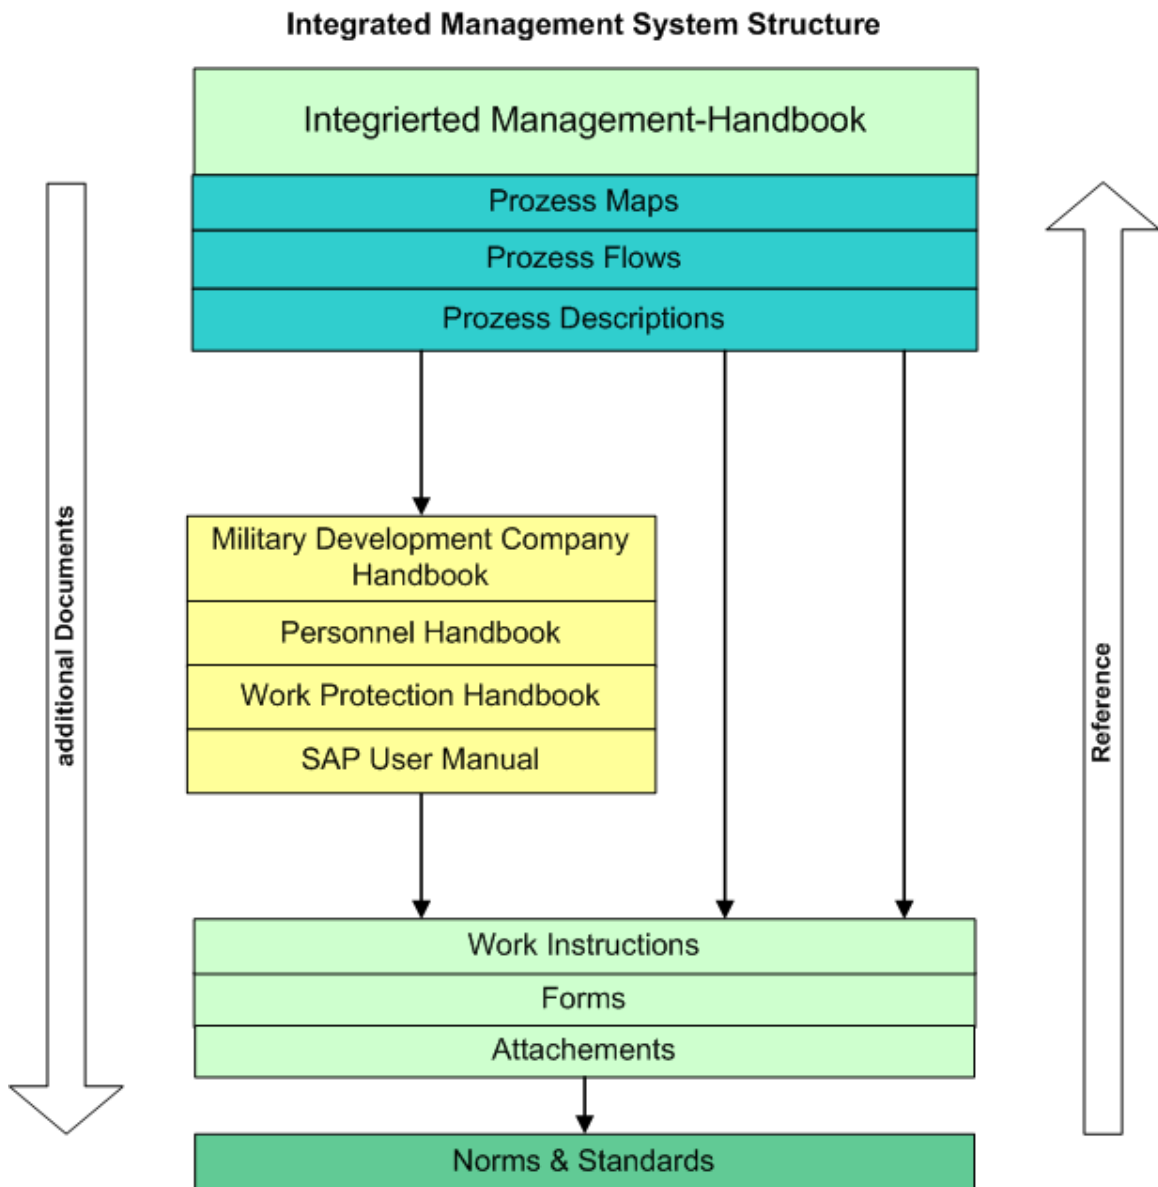 Integrated Management System Structure
Integrierted Management-Handbook
Prozess Maps
Prozess Flows
Prozess Descriptions
additional Documents
Military Development Company
Handbook
Personnel Handbook
Work Protection Handbook
SAP User Manual
Reference
Work Instructions
Forms
Attachements
Norms & Standards